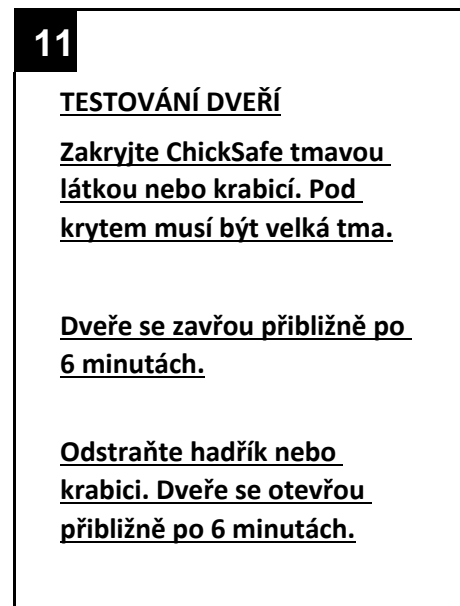 11
TESTOVÁNÍ DVEŘÍ
Zakryjte ChickSafe tmavou
látkou nebo krabicí. Pod
krytem musí být velká tma.
Dveře se zavřou přibližně po
6 minutách.
Odstraňte hadřík nebo
krabici. Dveře se otevřou
přibližně po 6 minutách.